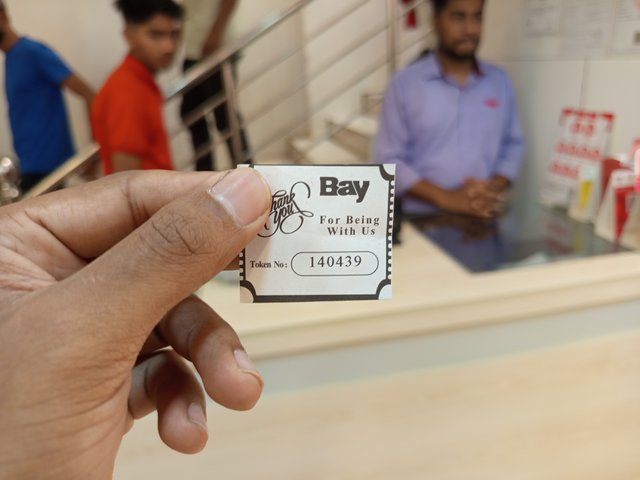 Thank
You
Bay
For Being
With Us
Token No: 140439